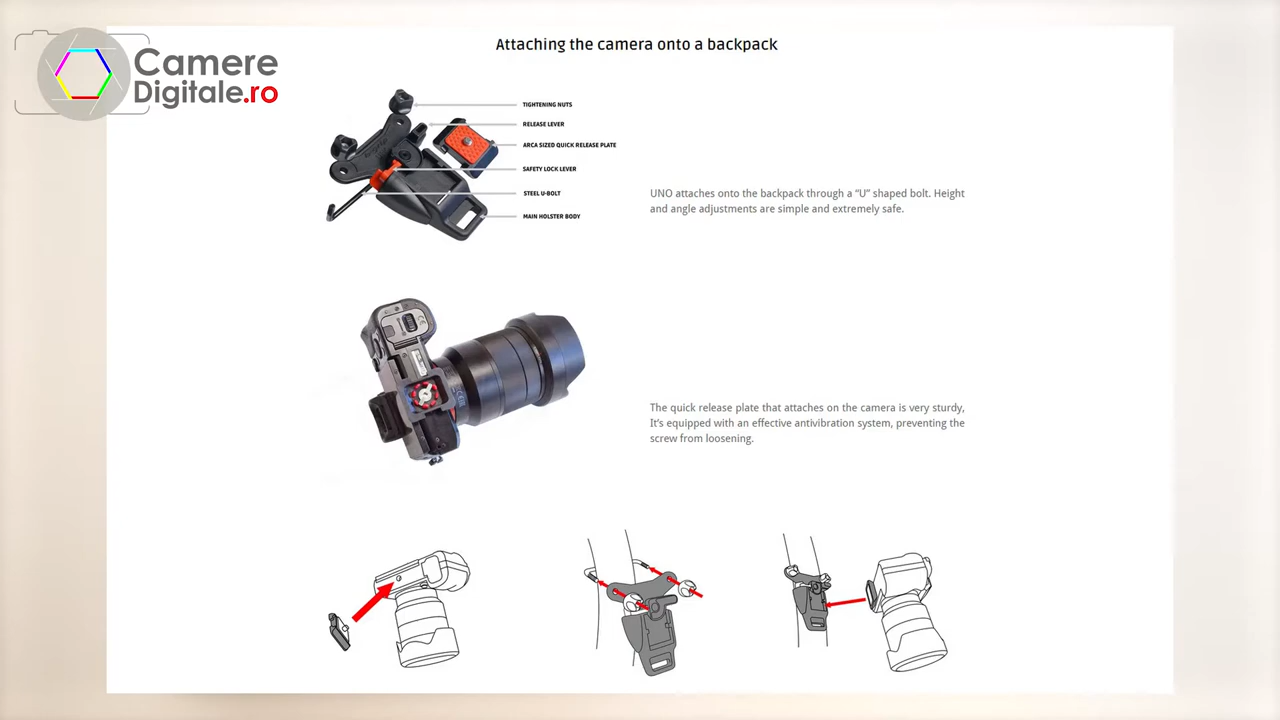 Camere
Digitale.ro
Attaching the camera onto a backpack
TIGHTENING NUTS
RELEASE LEVER
ARCA SIZED QUICK RELEASE PLATE
SAFETY LOCK LEVER
STEEL U-BOLT
MAIN HOLSTER BODY
UNO attaches onto the backpack through a “U” shaped bolt. Height
and angle adjustments are simple and extremely safe.
The quick release plate that attaches on the camera is very sturdy,
It’s equipped with an effective antivibration system, preventing the
screw from loosening.